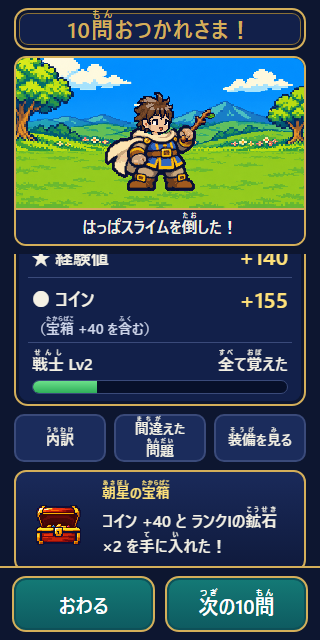 10問おつかれさま！
はっぱスライムを倒した！
★ 経験値 +140
● コイン +155
（宝箱 +40 を含む）
戦士 Lv2 全て覚えた
内訳
間違えた
問題
装備を見る
朝星の宝箱
コイン +40 と ランクIの鉱石
×2 を手に入れた！
おわる
次の10問